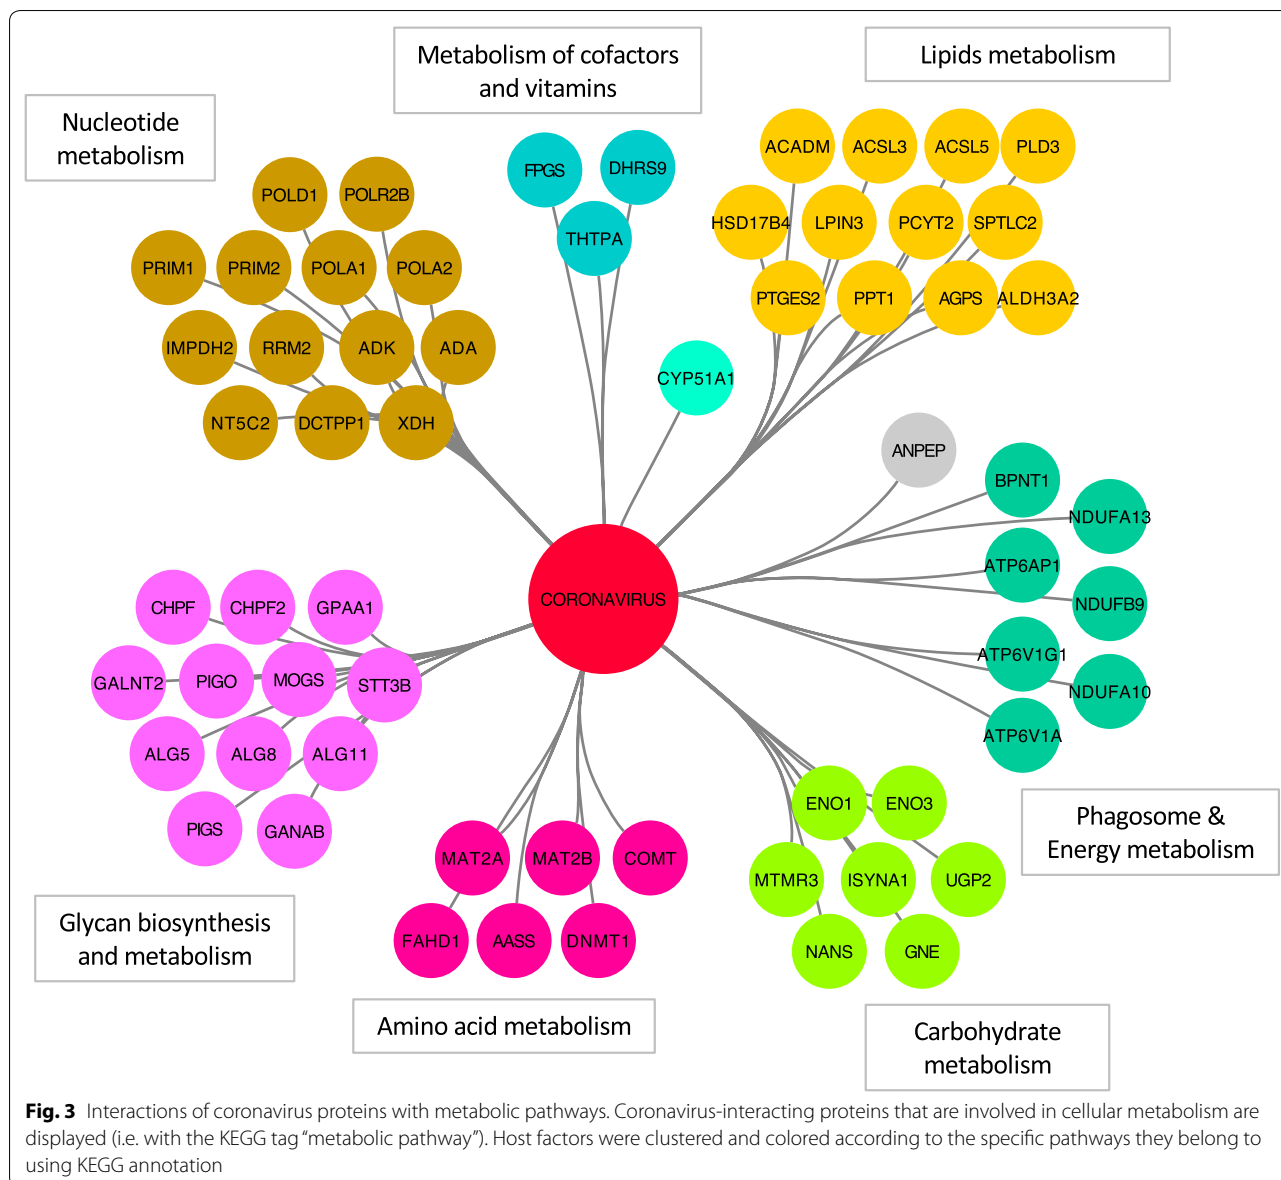 Metabolism of cofactors
and vitamins
Lipids metabolism
Nucleotide
metabolism
POLD1
POLR2B
PRIM1
PRIM2
POLA1
POLA2
IMPDH2
RRM2
ADK
ADA
NT5C2
DCTPP1
XDH
FPGS
DHRS9
THTPA
CYP51A1
ACADM
ACSL3
ACSL5
PLD3
HSD17B4
LPIN3
PCYT2
SPTLC2
PTGES2
PPT1
AGPS
ALDH3A2
ANPEP
BPNT1
NDUFA13
ATP6AP1
NDUFB9
ATP6V1G1
NDUFA10
ATP6V1A
CORONAVIRUS
CHPF
CHPF2
GPAA1
GALNT2
PIGO
MOGS
STT3B
ALG5
ALG8
ALG11
PIGS
GANAB
MAT2A
MAT2B
COMT
FAHD1
AASS
DNMT1
ENO1
ENO3
MTMR3
ISYNA1
UGP2
NANS
GNE
Phagosome &
Energy metabolism
Glycan biosynthesis
and metabolism
Amino acid metabolism
Carbohydrate
metabolism
Fig. 3 Interactions of coronavirus proteins with metabolic pathways. Coronavirus-interacting proteins that are involved in cellular metabolism are
displayed (i.e. with the KEGG tag “metabolic pathway”). Host factors were clustered and colored according to the specific pathways they belong to
using KEGG annotation